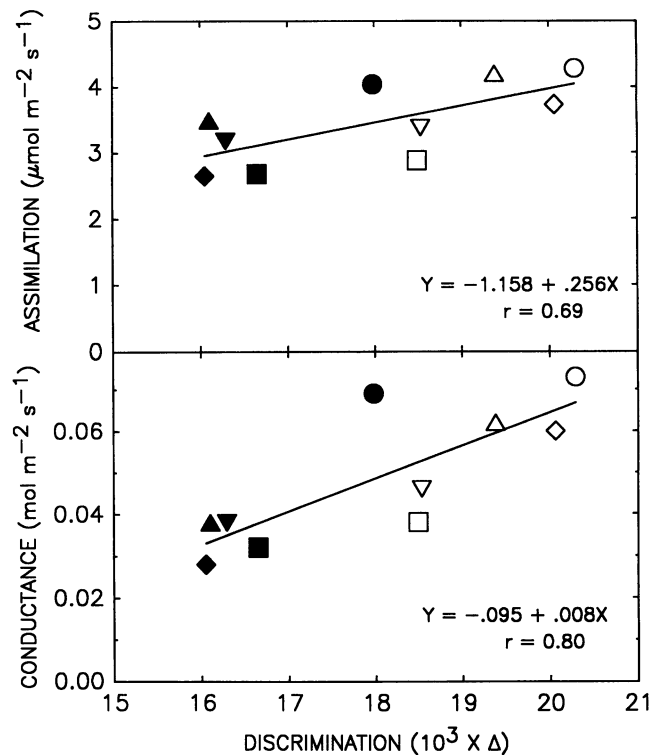 ASSIMILATION (μmol m−2 s−1)
5
4
3
2
1
0
Y = −1.158 + .256X
r = 0.69
CONDUCTANCE (mol m−2 s−1)
0.06
0.04
0.02
0.00
Y = −.095 + .008X
r = 0.80
15 16 17 18 19 20 21
DISCRIMINATION (10³ X Δ)